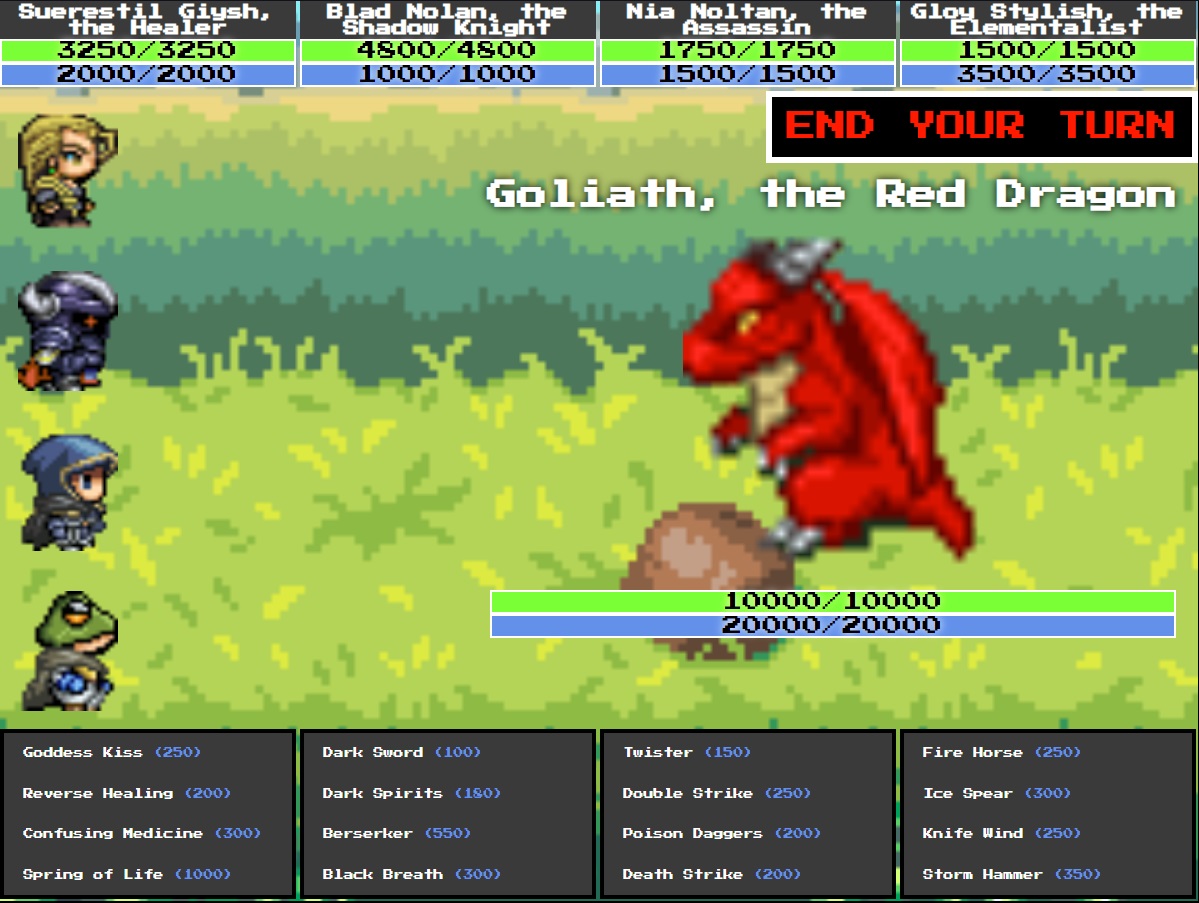 Suerestil Giysh,
the Healer
3250/3250
2000/2000
Blad Nolan, the
Shadow Knight
4800/4800
1000/1000
Nia Noltan, the
Assassin
1750/1750
1500/1500
Gloy Stylish, the
Elementalist
1500/1500
3500/3500
END YOUR TURN
Goliath, the Red Dragon
10000/10000
20000/20000
Goddess Kiss (250)
Reverse Healing (200)
Confusing Medicine (300)
Spring of Life (1000)
Dark Sword (100)
Dark Spirits (180)
Berserker (550)
Black Breath (300)
Twister (150)
Double Strike (250)
Poison Daggers (200)
Death Strike (200)
Fire Horse (250)
Ice Spear (300)
Knife Wind (250)
Storm Hammer (350)